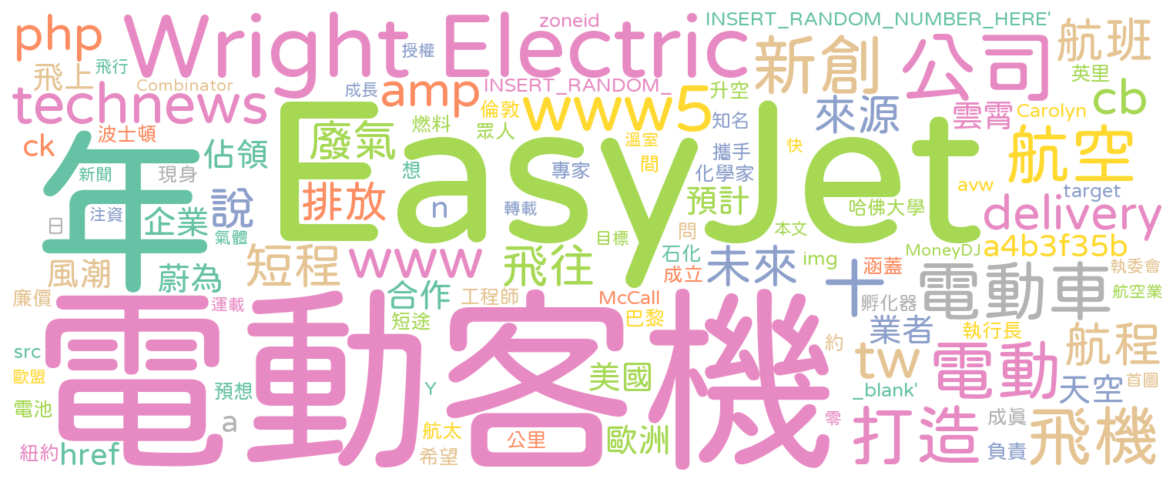 php
Wright Electric
授權
zoneid
INSERT_RANDOM_NUMBER_HERE'
新創
公司
航班
飛上
飛行
Combinator
成長
amp
INSERT_RANDOM_
升空
英里
technews
倫敦
www5
來源
雲霄
Carolyn
cb
ck
波士頓
廢氣
燃料
眾人
溫室
知名
快
航空
年
佔領
EasyJet
間
攜手
化學家
新聞
現身
排放
想
專家
avw
target
日
注資
企業
說
n
轉載
預計
哈佛大學
delivery
氣體
目標
問
本文
風潮
蔚為
短程
www
飛往
石化
未來
img
十
涵蓋
MoneyDJ
a4b3f35b
執委會
廉價
運載
合作
工程師
McCall
成立
孵化器
電動車
航空業
短途
巴黎
業者
執行長
src
電動客機
約
tw
電動
航程
歐盟
預想
Y
美國
_blank'
天空
首圖
電池
a
航太
零
打造
成真
飛機
紐約
href
希望
公里
歐洲
負責